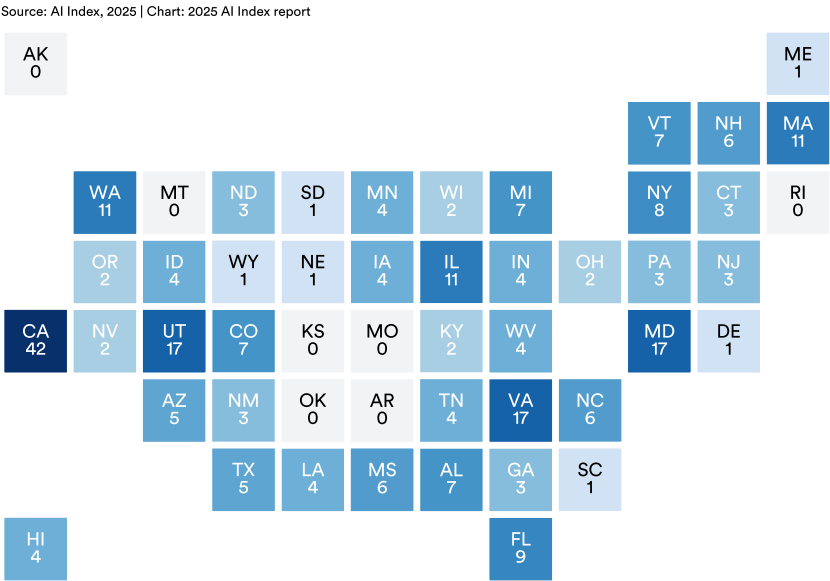 Source: AI Index, 2025 | Chart: 2025 AI Index report
AK
0
ME
1
VT
7
NH
6
MA
11
WA
11
MT
0
ND
3
SD
1
MN
4
WI
2
MI
7
NY
8
CT
3
RI
0
OR
2
ID
4
WY
1
NE
1
IA
4
IL
11
IN
4
OH
2
PA
3
NJ
3
CA
42
NV
2
UT
17
CO
7
KS
0
MO
0
KY
2
WV
4
MD
17
DE
1
AZ
5
NM
3
OK
0
AR
0
TN
4
VA
17
NC
6
TX
5
LA
4
MS
6
AL
7
GA
3
SC
1
HI
4
FL
9